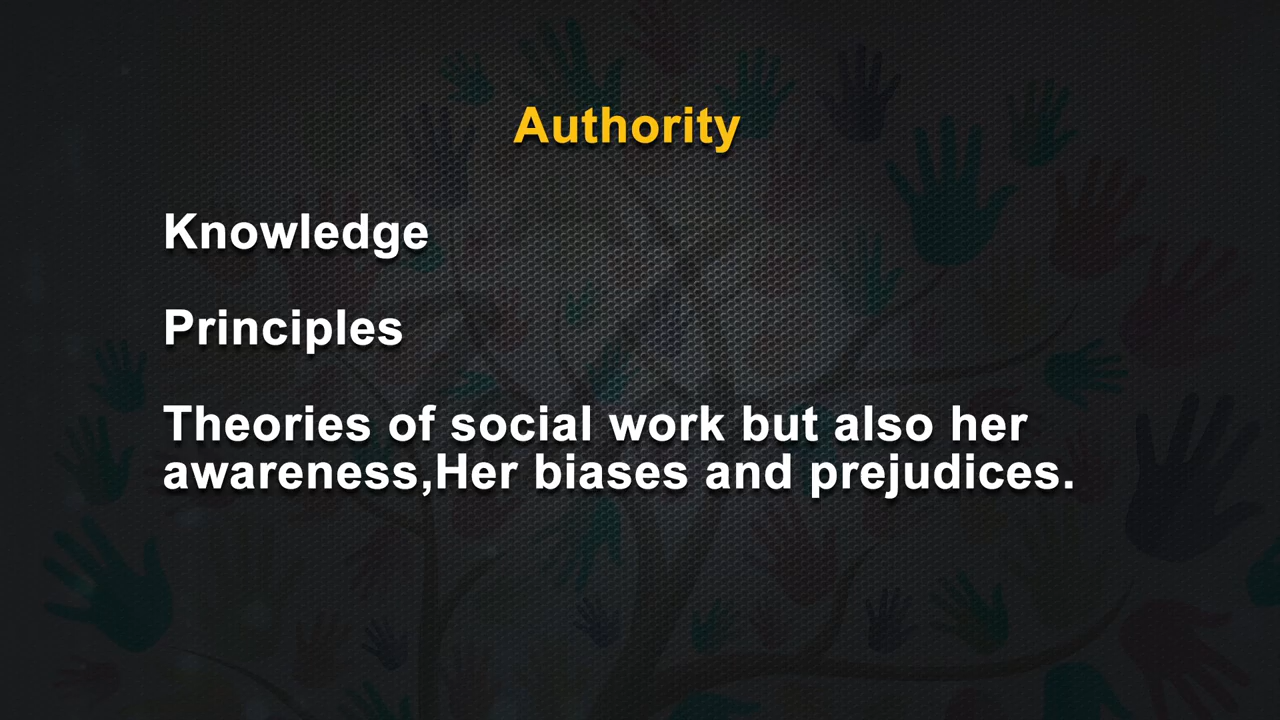 Authority
Knowledge
Principles
Theories of social work but also her
awareness,Her biases and prejudices.